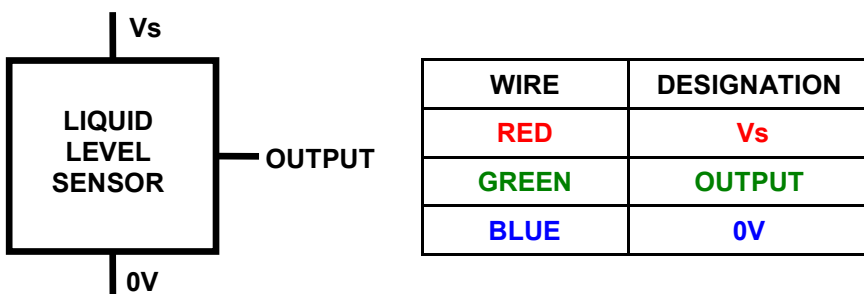 Vs
LIQUID
LEVEL
SENSOR
OUTPUT
0V
WIRE DESIGNATION
RED Vs
GREEN OUTPUT
BLUE 0V